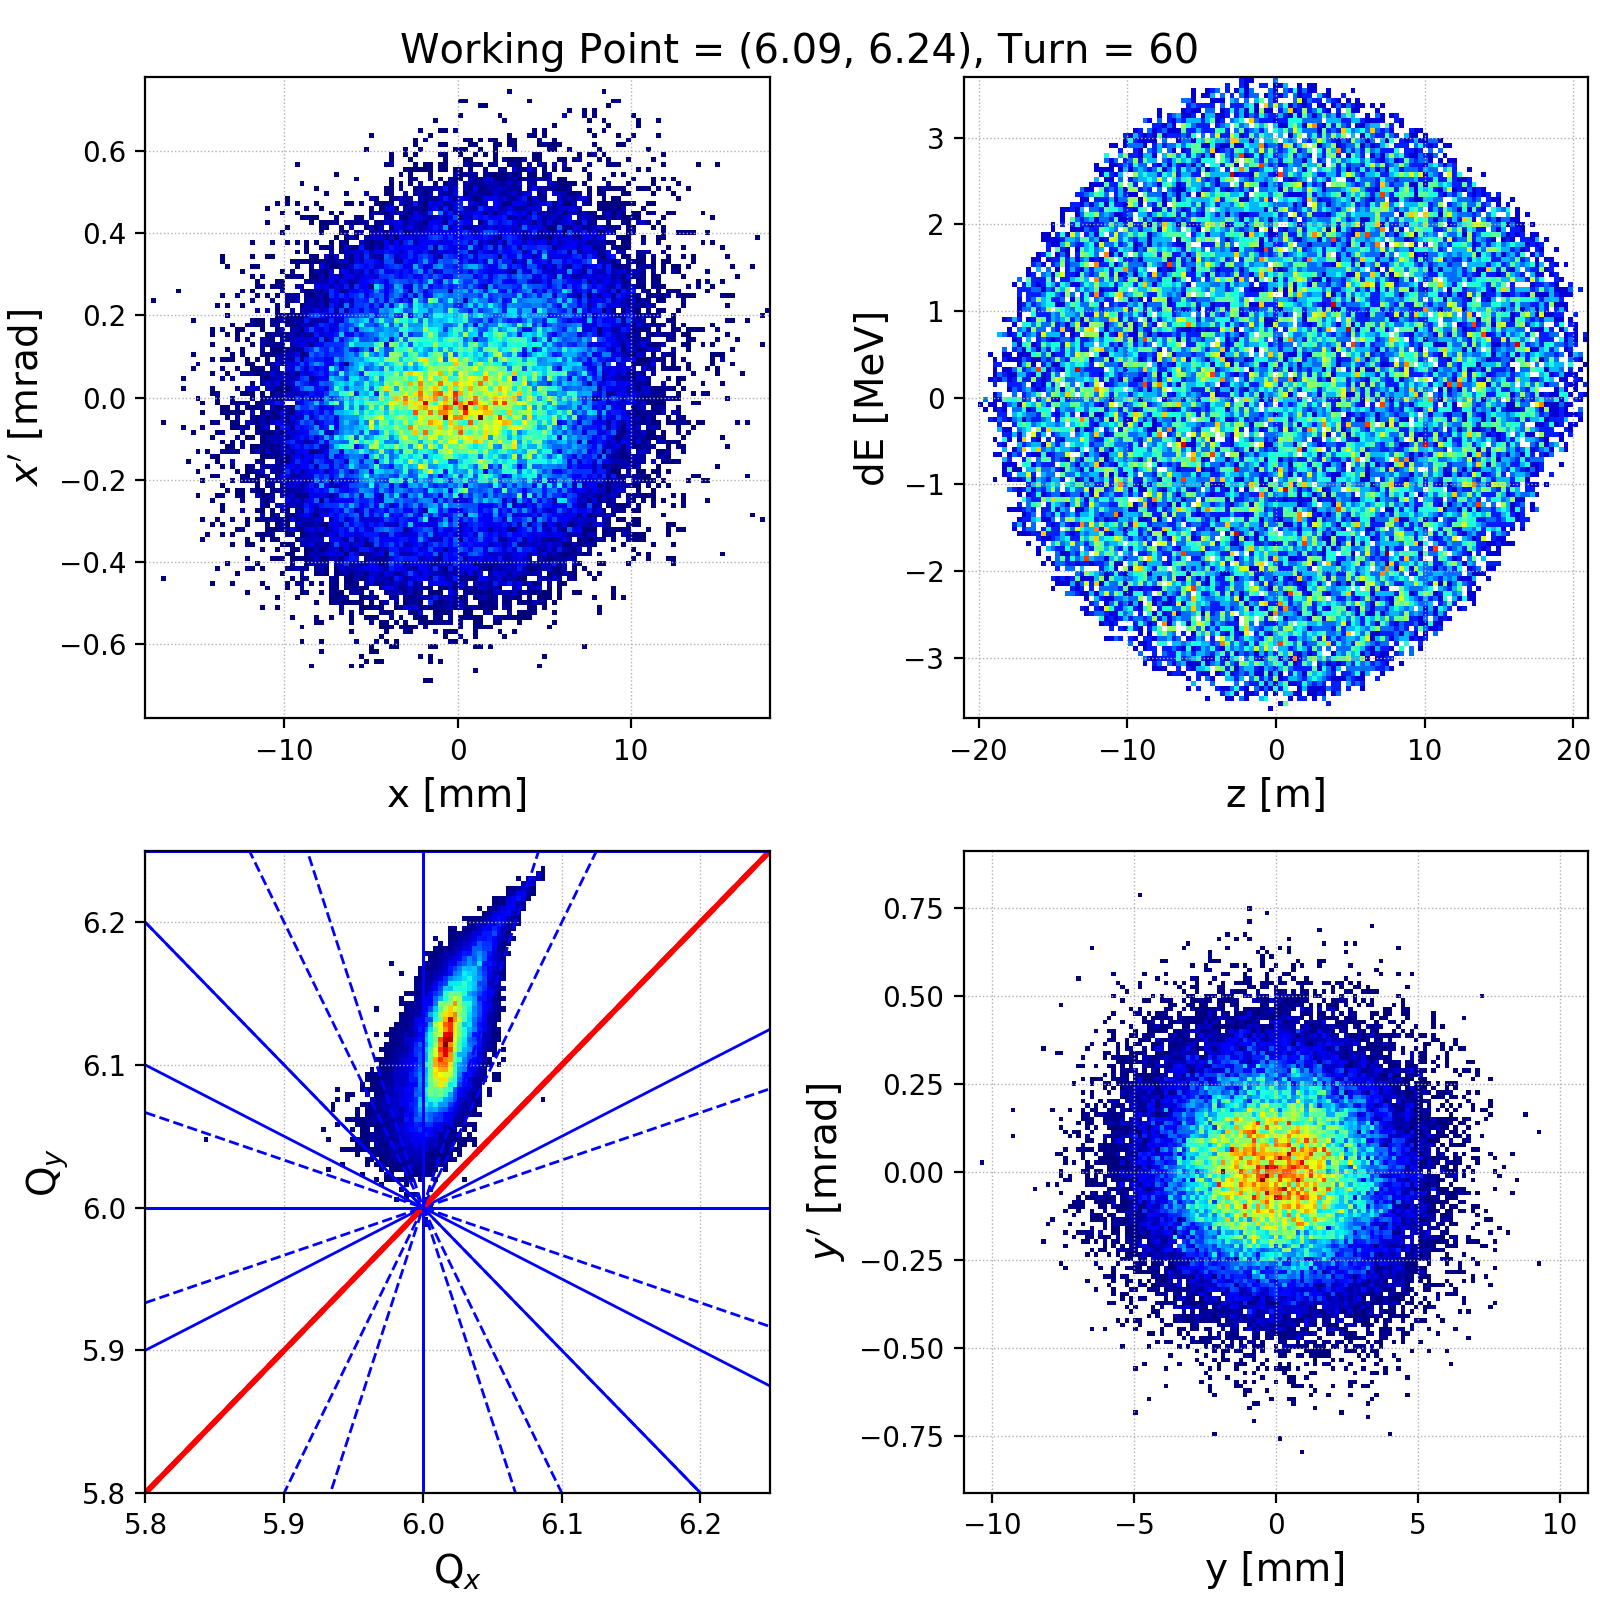 Working Point = (6.09, 6.24), Turn = 60
0.6
0.4
0.2
0.0
−0.2
−0.4
−0.6
x′ [mrad]
−10 0 10
x [mm]
3
2
1
0
−1
−2
−3
dE [MeV]
−20 −10 0 10 20
z [m]
6.2
6.1
6.0
5.9
5.8
Qy
5.8 5.9 6.0 6.1 6.2
Qx
0.75
0.50
0.25
0.00
−0.25
−0.50
−0.75
y′ [mrad]
−10 −5 0 5 10
y [mm]